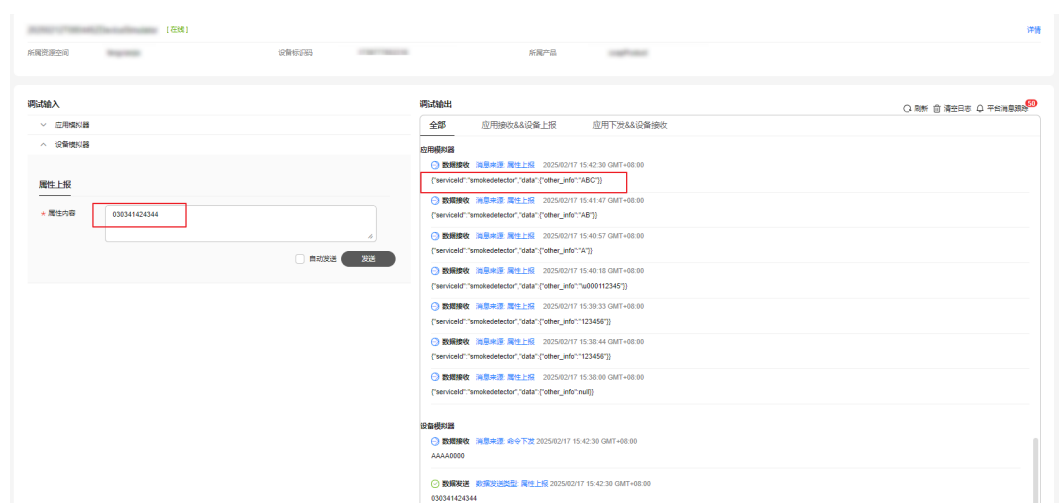 [在线]
详情
所属资源空间 设备标识码 所属产品
调试输入
应用模拟器
设备模拟器
属性上报
* 属性内容 030341424344
自动发送 发送
调试输出
刷新 清空日志 平台消息跟踪 50
全部 应用接收&&设备上报 应用下发&&设备接收
应用模拟器
数据接收 消息来源: 属性上报 2025/02/17 15:42:30 GMT+08:00
{"serviceId":"smokedetector","data":{"other_info":"ABC"}}
数据接收 消息来源: 属性上报 2025/02/17 15:41:47 GMT+08:00
{"serviceId":"smokedetector","data":{"other_info":"AB"}}
数据接收 消息来源: 属性上报 2025/02/17 15:40:57 GMT+08:00
{"serviceId":"smokedetector","data":{"other_info":"A"}}
数据接收 消息来源: 属性上报 2025/02/17 15:40:18 GMT+08:00
{"serviceId":"smokedetector","data":{"other_info":"\u000112345"}}
数据接收 消息来源: 属性上报 2025/02/17 15:39:33 GMT+08:00
{"serviceId":"smokedetector","data":{"other_info":"123456"}}
数据接收 消息来源: 属性上报 2025/02/17 15:38:44 GMT+08:00
{"serviceId":"smokedetector","data":{"other_info":"123456"}}
数据接收 消息来源: 属性上报 2025/02/17 15:38:00 GMT+08:00
{"serviceId":"smokedetector","data":{"other_info":null}}
设备模拟器
数据接收 消息来源: 命令下发 2025/02/17 15:42:30 GMT+08:00
AAAA0000
数据发送 数据发送类型: 属性上报 2025/02/17 15:42:30 GMT+08:00
030341424344